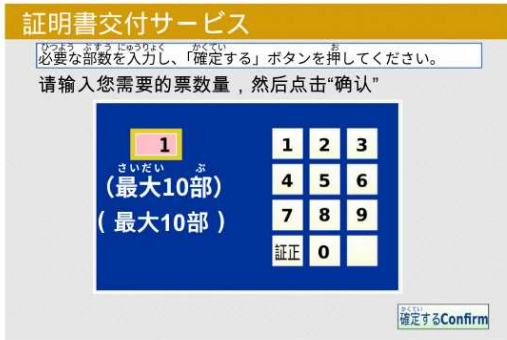 証明書交付サービス
ひつよう ぶすう にゅうりょく かくてい お
必要な部数を入力し、「確定する」ボタンを押してください。
请输入您需要的票数量，然后点击“确认”
1
さいだい ぶ
（最大10部）
（ 最大10部 ）
1 2 3
4 5 6
7 8 9
証正 0
かくてい
確定するConfirm